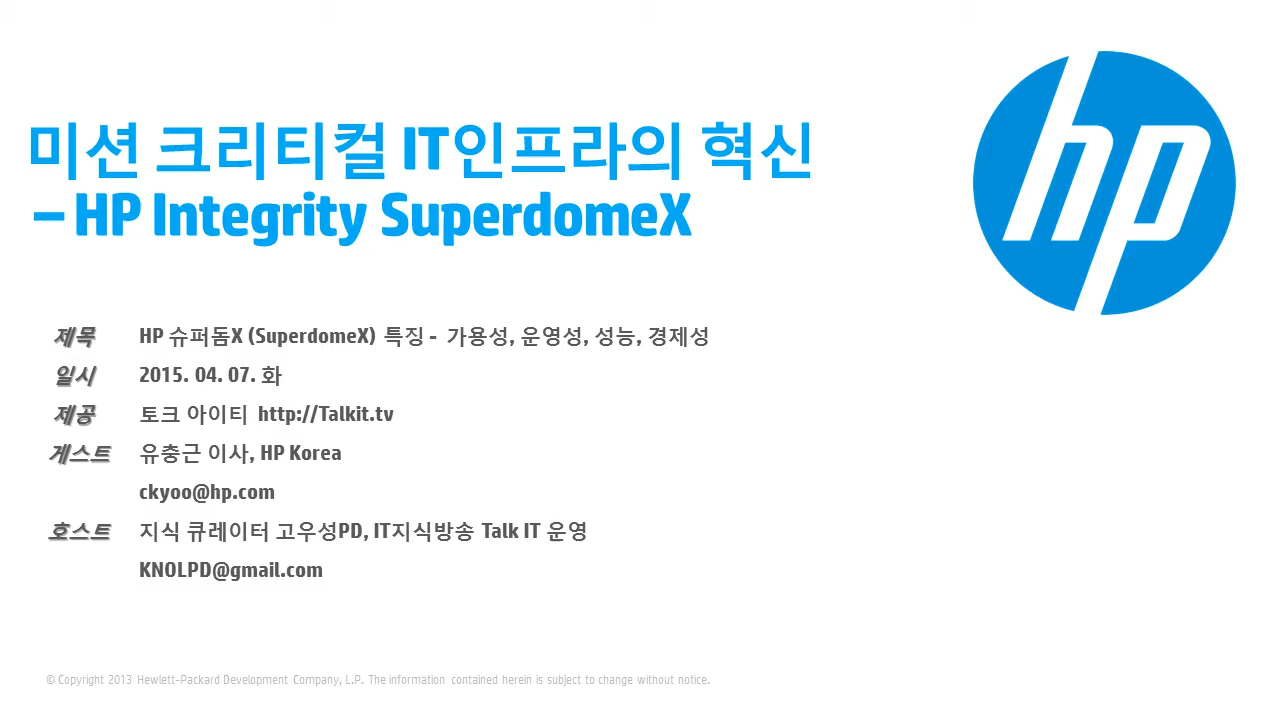 미션 크리티컬 IT인프라의 혁신
– HP Integrity SuperdomeX
hp
제목 HP 슈퍼돔X (SuperdomeX) 특징 - 가용성, 운영성, 성능, 경제성
일시 2015. 04. 07. 화
제공 토크 아이티 http://Talkit.tv
게스트 유충근 이사, HP Korea
ckyoo@hp.com
호스트 지식 큐레이터 고우성PD, IT지식방송 Talk IT 운영
KNOLPD@gmail.com
© Copyright 2013 Hewlett-Packard Development Company, L.P. The information contained herein is subject to change without notice.